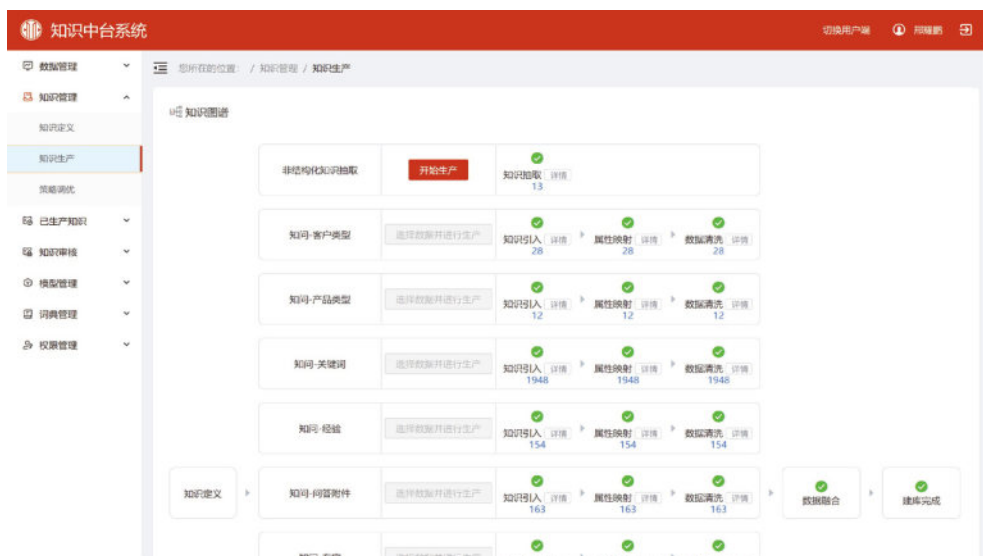 知识中台系统
切换用户端
数据管理
您所在的位置: / 知识管理 / 知识生产
知识管理
知识图谱
知识定义
知识生产
策略调优
已生产知识
知识审核
模型管理
词典管理
权限管理
非结构化知识抽取 开始生产 知识抽取 详情
13
知问-客户类型 选择数据并进行生产 知识引入 详情 属性映射 详情 数据清洗 详情
28 28 28
知问-产品类型 选择数据并进行生产 知识引入 详情 属性映射 详情 数据清洗 详情
12 12 12
知问-关键词 选择数据并进行生产 知识引入 详情 属性映射 详情 数据清洗 详情
1948 1948 1948
知问-经验 选择数据并进行生产 知识引入 详情 属性映射 详情 数据清洗 详情
154 154 154
知识定义 知问-问答附件 选择数据并进行生产 知识引入 详情 属性映射 详情 数据清洗 详情 数据融合 建库完成
163 163 163